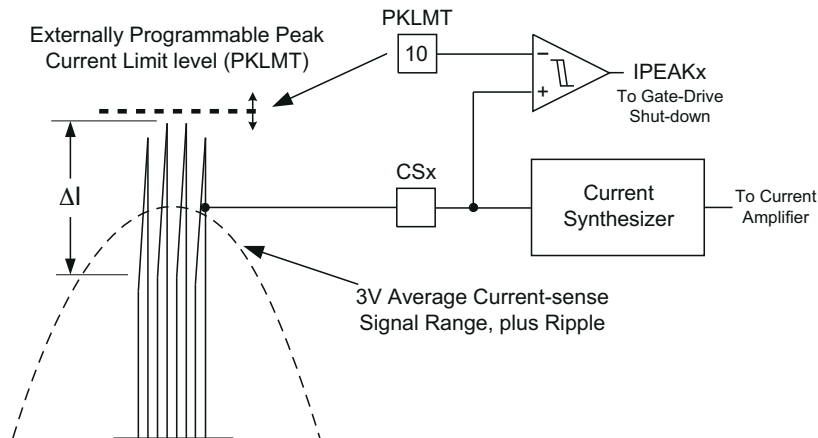 PKLMT
Externally Programmable Peak
Current Limit level (PKLMT)
10
−
+
IPEAKx
To Gate-Drive
Shut-down
ΔI
CSx
Current
Synthesizer
To Current
Amplifier
3V Average Current-sense
Signal Range, plus Ripple